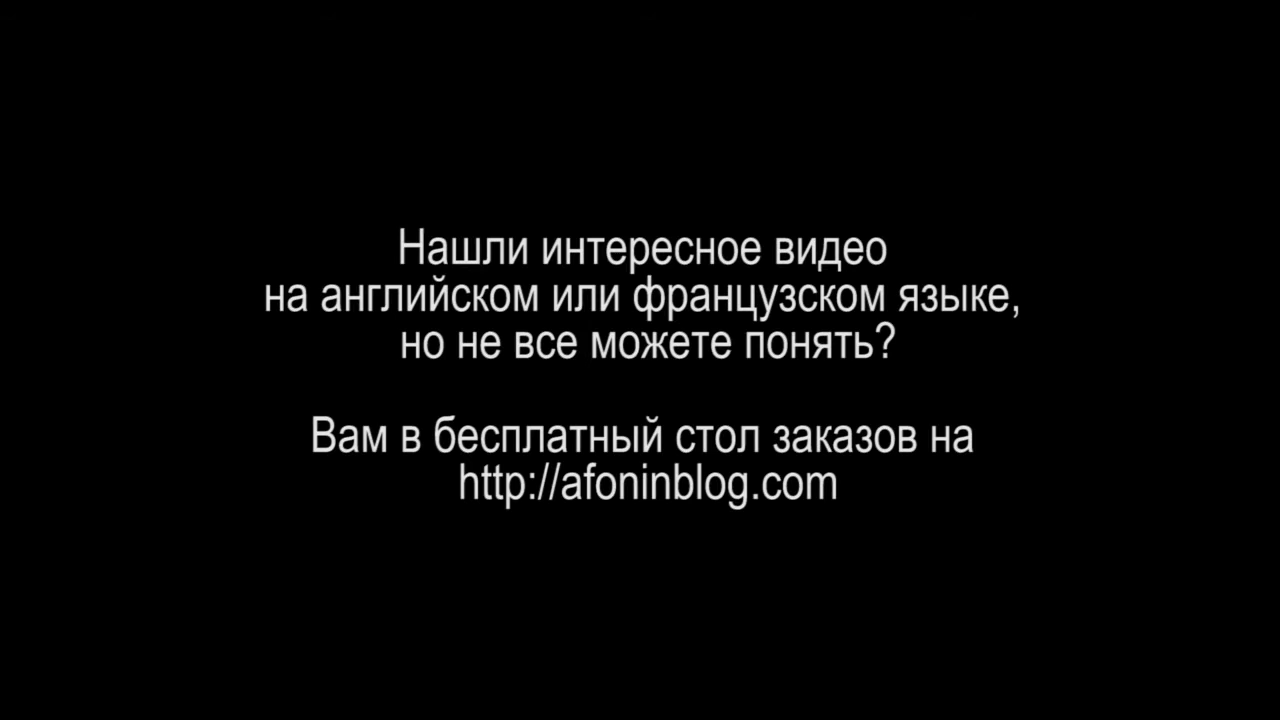 Нашли интересное видео
на английском или французском языке,
но не все можете понять?
Вам в бесплатный стол заказов на
http://afoninblog.com